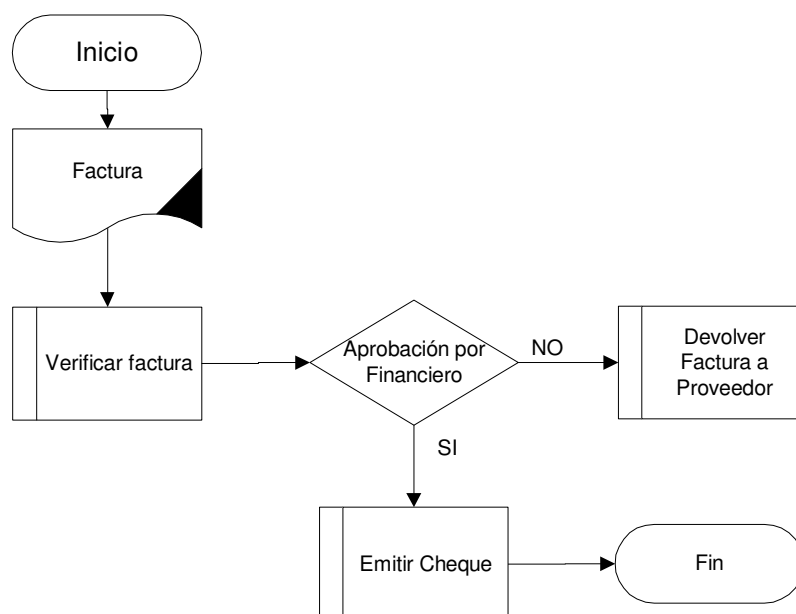 Inicio
Factura
Verificar factura
Aprobación por
Financiero
NO
Devolver
Factura a
Proveedor
SI
Emitir Cheque
Fin